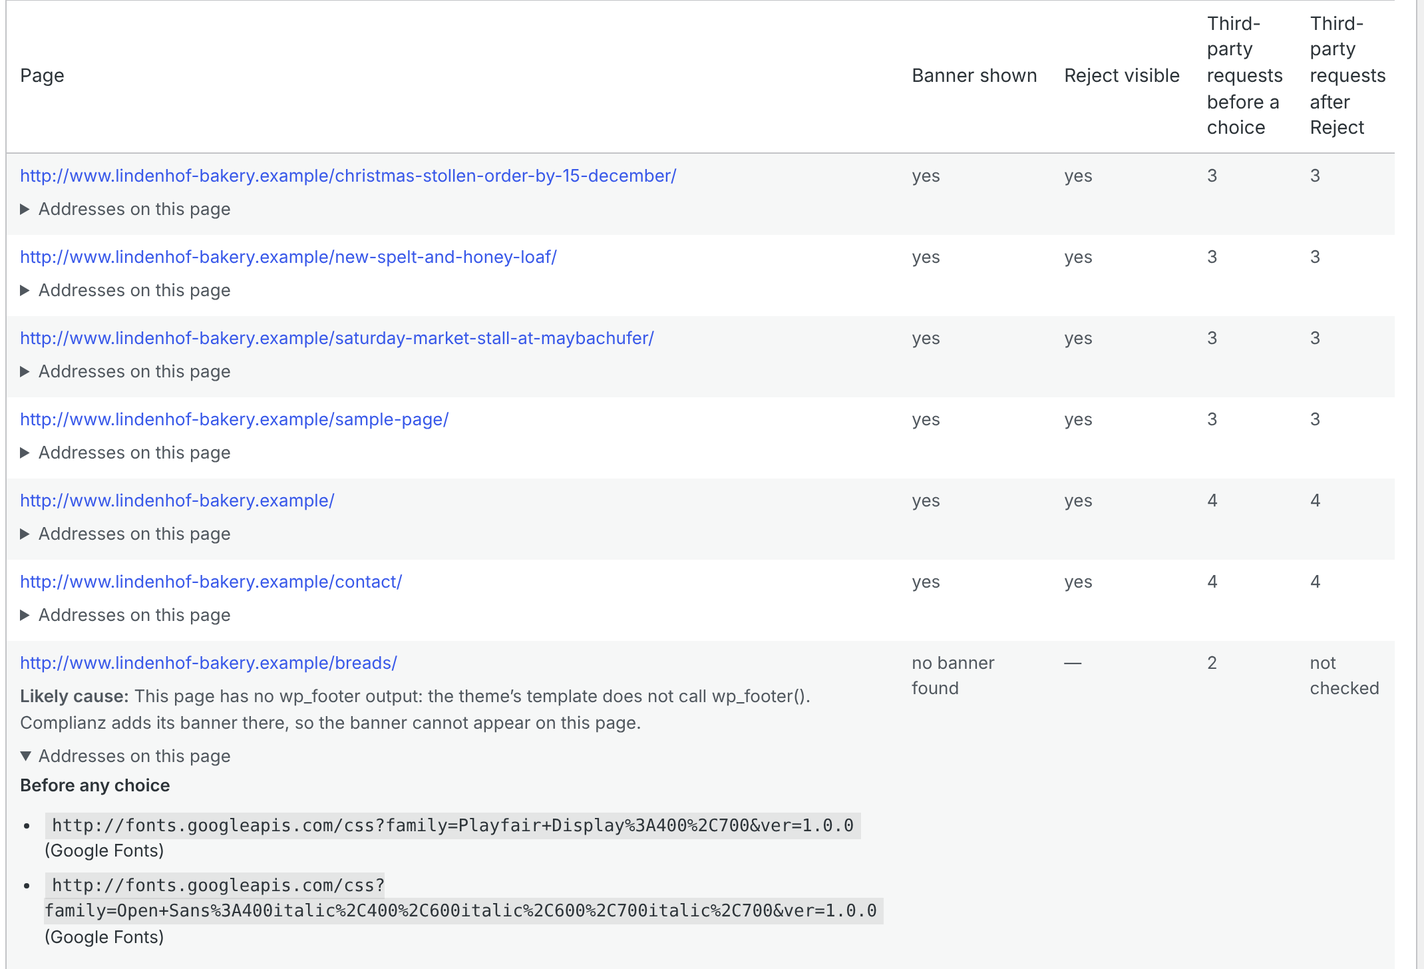 Page
Banner shown
Reject visible
Third-
party
requests
before a
choice
Third-
party
requests
after
Reject
http://www.lindenhof-bakery.example/christmas-stollen-order-by-15-december/
yes
yes
3
3
▶ Addresses on this page
http://www.lindenhof-bakery.example/new-spelt-and-honey-loaf/
yes
yes
3
3
▶ Addresses on this page
http://www.lindenhof-bakery.example/saturday-market-stall-at-maybachufer/
yes
yes
3
3
▶ Addresses on this page
http://www.lindenhof-bakery.example/sample-page/
yes
yes
3
3
▶ Addresses on this page
http://www.lindenhof-bakery.example/
yes
yes
4
4
▶ Addresses on this page
http://www.lindenhof-bakery.example/contact/
yes
yes
4
4
▶ Addresses on this page
http://www.lindenhof-bakery.example/breads/
no banner
found
—
2
not
checked
Likely cause: This page has no wp_footer output: the theme’s template does not call wp_footer().
Complianz adds its banner there, so the banner cannot appear on this page.
▼ Addresses on this page
Before any choice
• http://fonts.googleapis.com/css?family=Playfair+Display%3A400%2C700&ver=1.0.0
(Google Fonts)
• http://fonts.googleapis.com/css?
family=Open+Sans%3A400italic%2C400%2C600italic%2C600%2C700italic%2C700&ver=1.0.0
(Google Fonts)